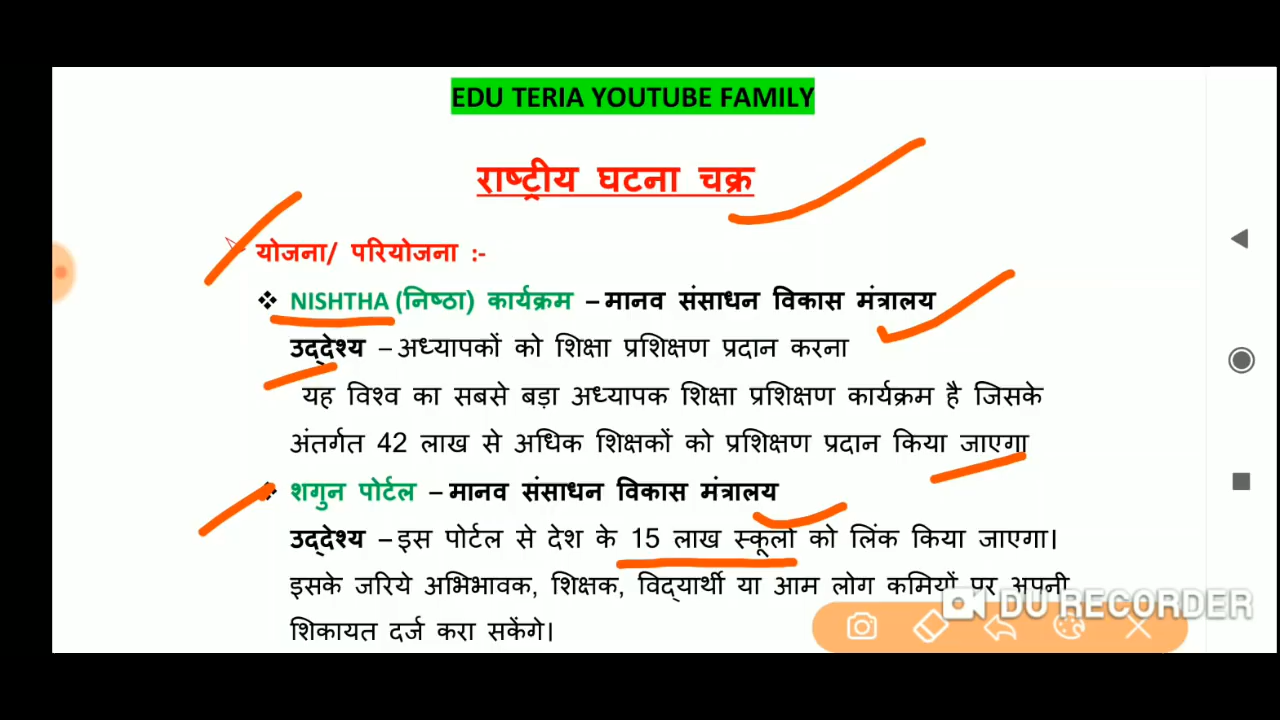 EDU TERIA YOUTUBE FAMILY
राष्ट्रीय घटना चक्र
योजना/ परियोजना :-
❖ NISHTHA (निष्ठा) कार्यक्रम – मानव संसाधन विकास मंत्रालय
उद्देश्य – अध्यापकों को शिक्षा प्रशिक्षण प्रदान करना
यह विश्व का सबसे बड़ा अध्यापक शिक्षा प्रशिक्षण कार्यक्रम है जिसके
अंतर्गत 42 लाख से अधिक शिक्षकों को प्रशिक्षण प्रदान किया जाएगा
❖ शगुन पोर्टल – मानव संसाधन विकास मंत्रालय
उद्देश्य – इस पोर्टल से देश के 15 लाख स्कूलों को लिंक किया जाएगा।
इसके जरिये अभिभावक, शिक्षक, विद्यार्थी या आम लोग कमियों पर अपनी
DU RECORDER
शिकायत दर्ज करा सकेंगे।